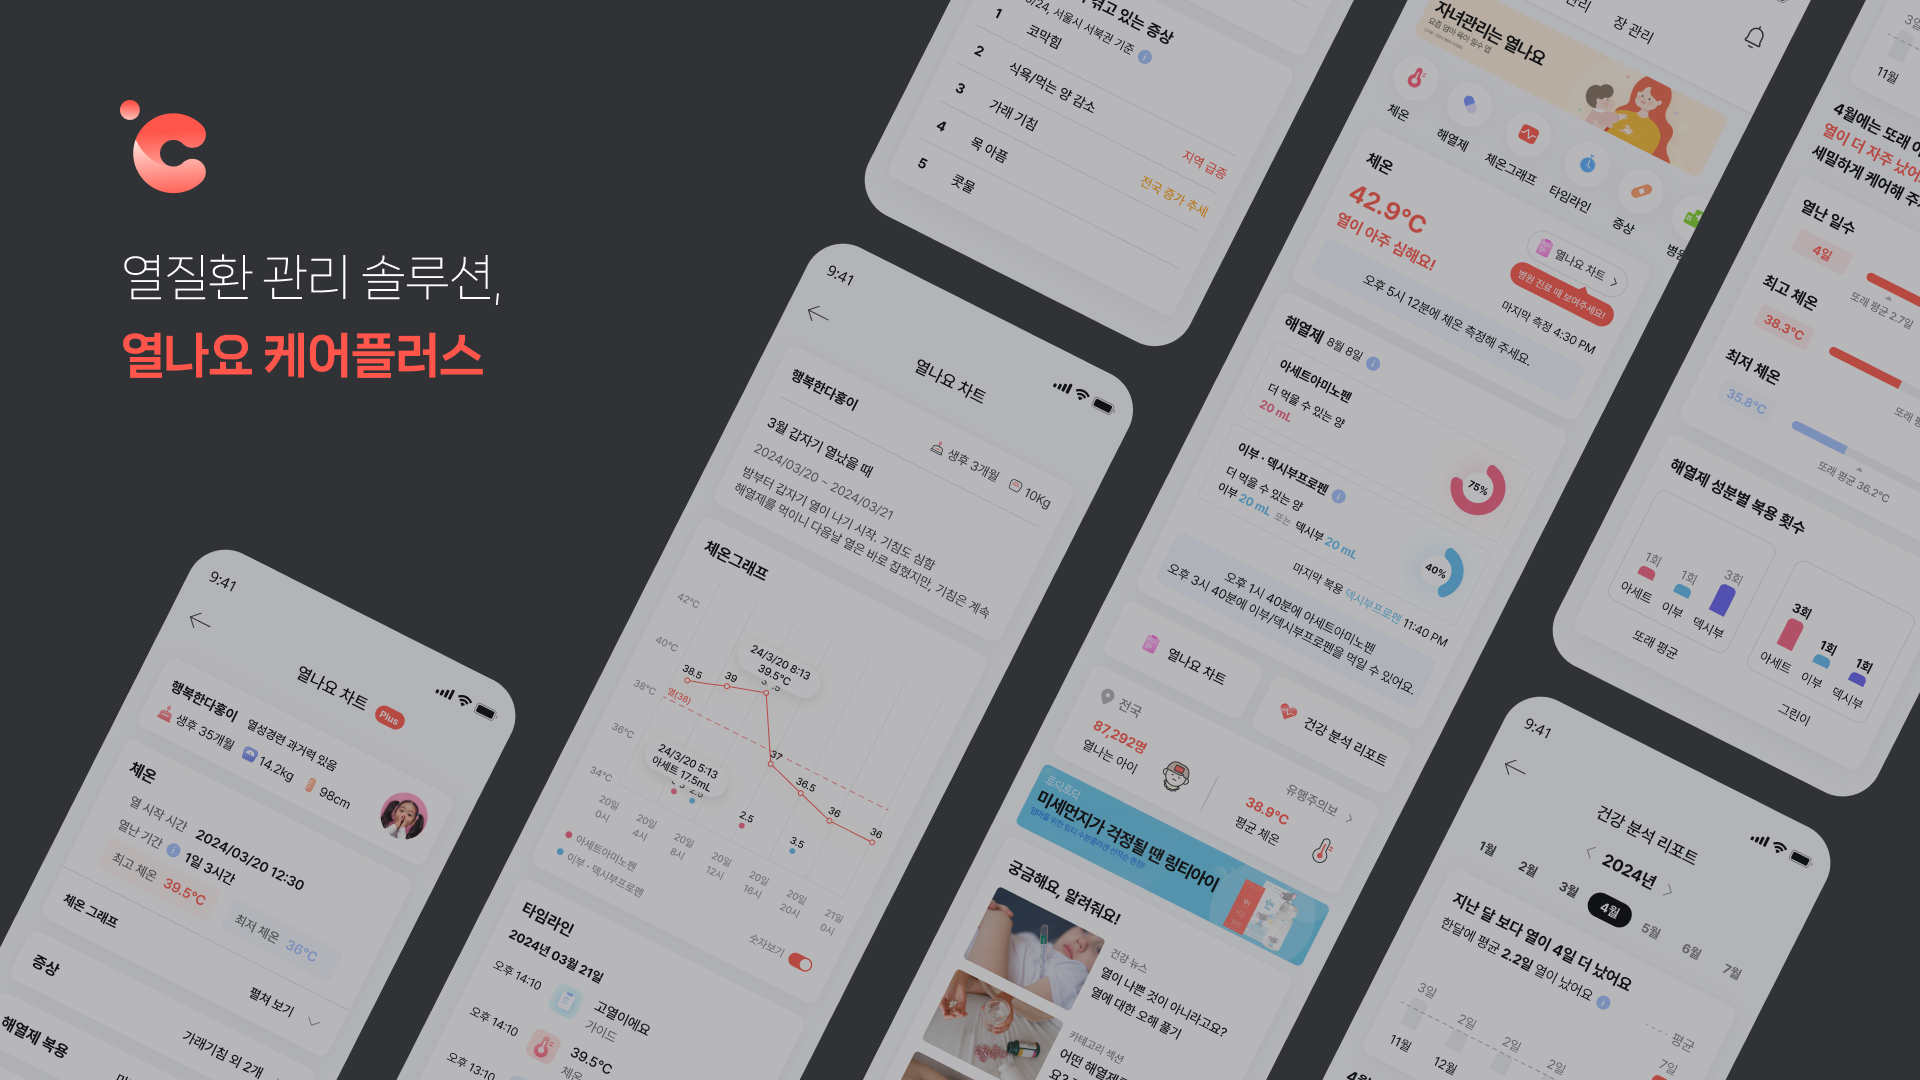 열질환 관리 솔루션,
열나요 케어플러스
9:41
열나요 차트
Plus
행복한다홍이
열성경련 과거력 있음
생후 35개월
14.2kg
98cm
체온
열 시작 시간
2024/03/20 12:30
열난 기간
1일 3시간
최고 체온
39.5°C
최저 체온
36°C
체온 그래프
펼쳐 보기
증상
가래기침 외 2개
해열제 복용
9:41
열나요 차트
행복한다홍이
생후 3개월
10Kg
3월 갑자기 열났을 때
2024/03/20 ~ 2024/03/21
밤부터 갑자기 열이 나기 시작. 기침도 심함
해열제를 먹이니 다음날 열은 바로 잡혔지만, 기침은 계속
체온그래프
42°C
40°C
38°C
36°C
34°C
열(38)
38.5
39
24/3/20 8:13
39.5°C
37
36.5
36
36
24/3/20 5:13
아세트 17.5mL
2.5
3.5
20일 0시
20일 4시
20일 8시
20일 12시
20일 16시
20일 20시
21일 0시
아세트아미노펜
이부 · 덱시부프로펜
숫자보기
타임라인
2024년 03월 21일
오후 14:10
고열이에요
가이드
오후 14:10
39.5°C
체온
오후 13:10
겪고 있는 증상
서울시 서북권 기준
1
코막힘
2
식욕/먹는 양 감소
3
가래 기침
지역 급증
4
목 아픔
전국 증가 추세
5
콧물
장 관리
자녀관리는 열나요
요즘 엄마 육아 필수 앱
체온
해열제
체온그래프
타임라인
증상
체온
42.9°C
열이 아주 심해요!
열나요 차트
병원 진료 때 보여주세요!
마지막 측정 4:30 PM
오후 5시 12분에 체온 측정해 주세요.
해열제
8월 8일
아세트아미노펜
더 먹을 수 있는 양
20 mL
75%
이부 · 덱시부프로펜
더 먹을 수 있는 양
이부 20 mL 또는 덱시부 20 mL
40%
마지막 복용 덱시부프로펜 11:40 PM
오후 1시 40분에 아세트아미노펜
오후 3시 40분에 이부/덱시부프로펜을 먹일 수 있어요.
열나요 차트
건강 분석 리포트
전국
87,292명
열나는 아이
유행주의보
38.9°C
평균 체온
토닥토닥
미세먼지가 걱정될 땐 링티아이
궁금해요, 알려줘요!
건강 뉴스
열이 나쁜 것이 아니라고요?
열에 대한 오해 풀기
카테고리 섹션
어떤 해열제
11월
4월에는 또래
열이 더 자주 났어
세밀하게 케어해 주
열난 일수
4일
또래 평균 2.7일
최고 체온
38.3°C
최저 체온
35.8°C
또래 평균 36.2°C
해열제 성분별 복용 횟수
1회
1회
3회
아세트
이부
덱시부
또래 평균
3회
1회
1회
아세트
이부
덱시부
그린이
9:41
건강 분석 리포트
2024년
1월
2월
3월
4월
5월
6월
7월
지난 달 보다 열이 4일 더 났어요
한달에 평균 2.2일 열이 났어요
평균
3일
2일
2일
2일
7일
11월
12월